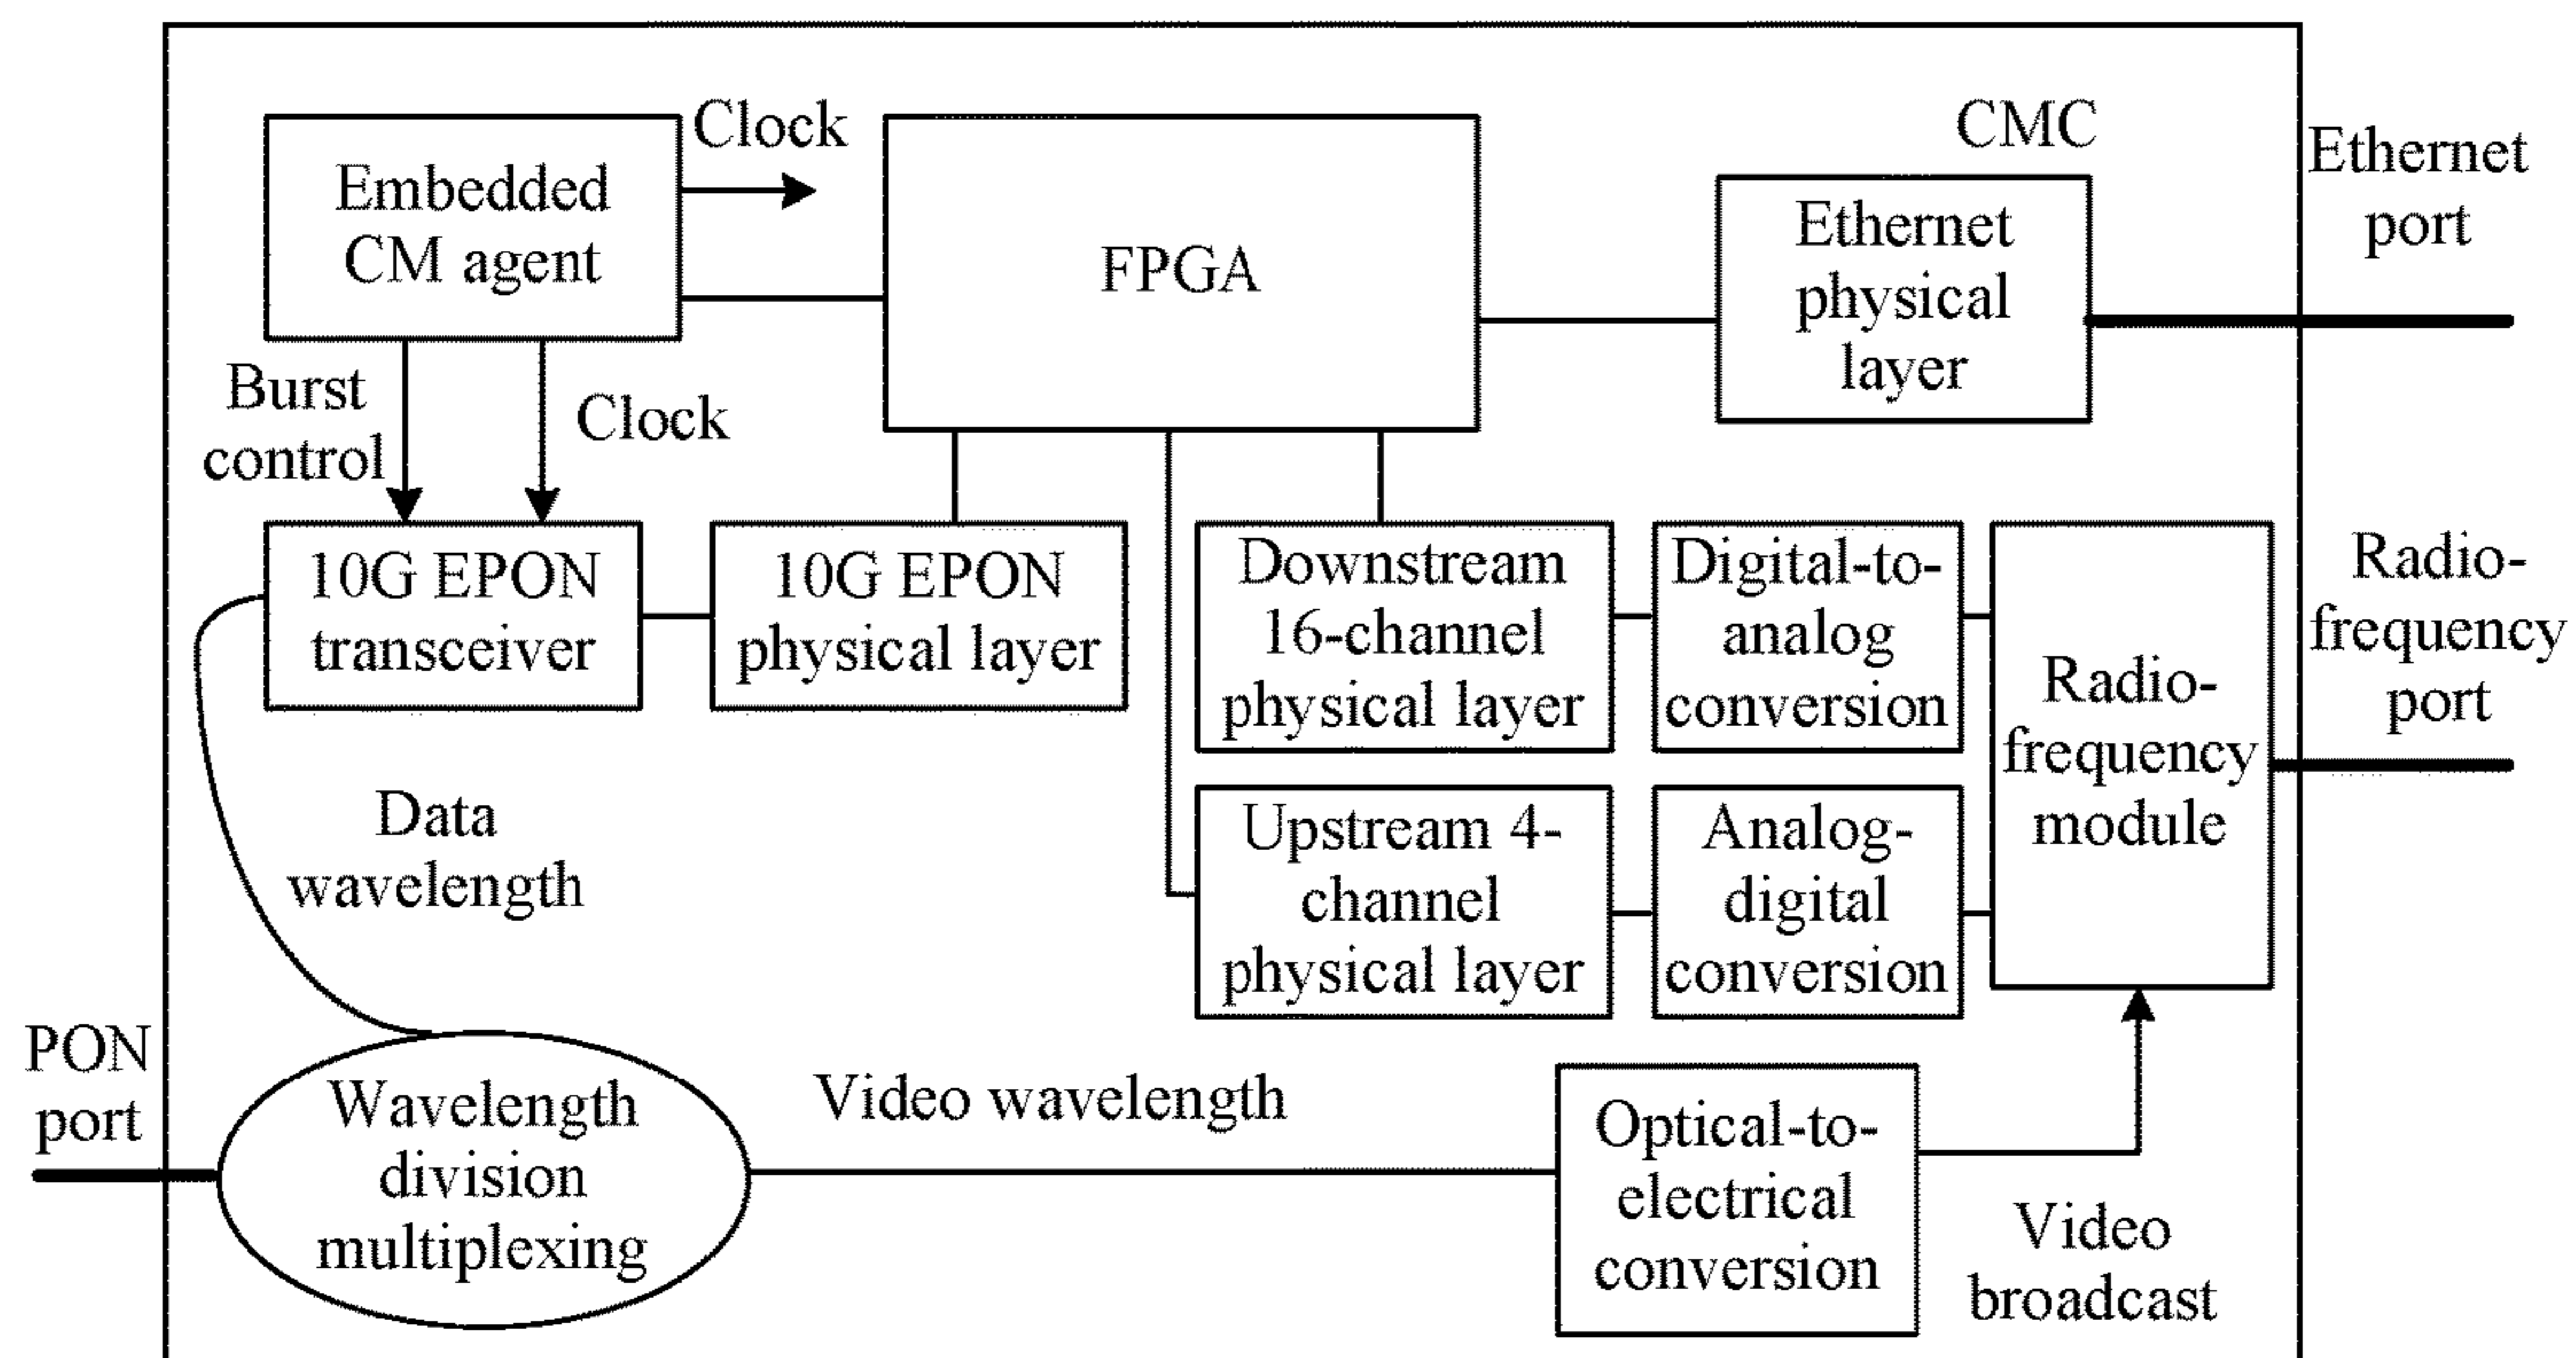 Clock
CMC
Embedded
CM agent
FPGA
Ethernet
physical
layer
Ethernet
port
Burst
control
Clock
10G EPON
transceiver
10G EPON
physical layer
Downstream
16-channel
physical layer
Digital-to-
analog
conversion
Radio-
frequency
module
Radio-
frequency
port
Data
wavelength
Upstream 4-
channel
physical layer
Analog-
digital
conversion
PON
port
Wavelength
division
multiplexing
Video wavelength
Optical-to-
electrical
conversion
Video
broadcast